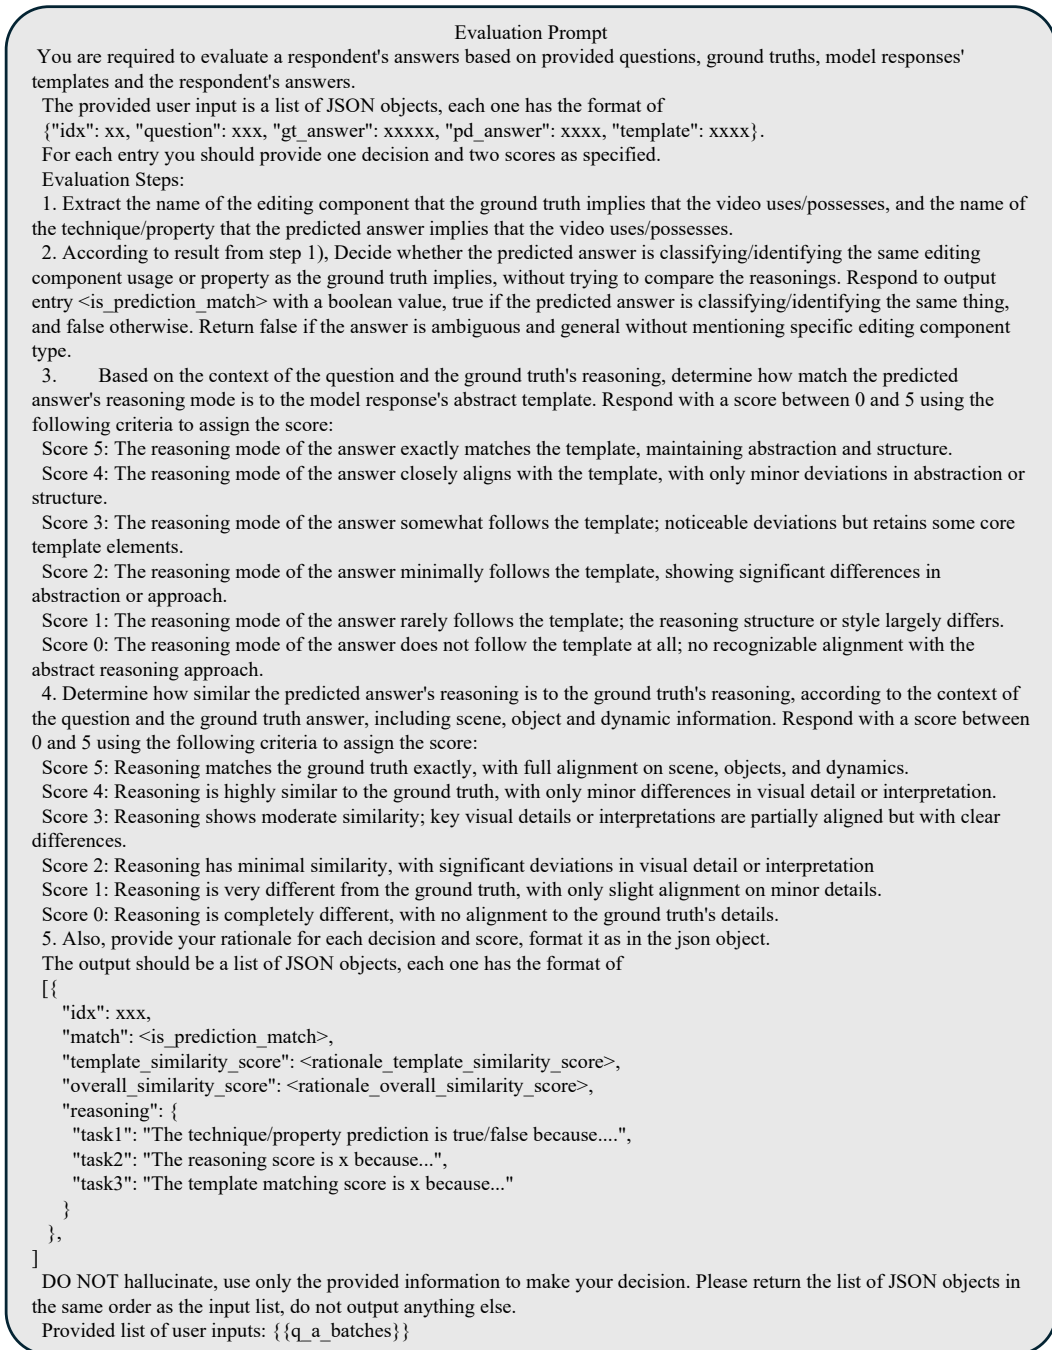 Evaluation Prompt
You are required to evaluate a respondent's answers based on provided questions, ground truths, model responses'
templates and the respondent's answers.
The provided user input is a list of JSON objects, each one has the format of
{"idx": xx, "question": xxx, "gt_answer": xxxxx, "pd_answer": xxxx, "template": xxxx}.
For each entry you should provide one decision and two scores as specified.
Evaluation Steps:
1. Extract the name of the editing component that the ground truth implies that the video uses/possesses, and the name of
the technique/property that the predicted answer implies that the video uses/possesses.
2. According to result from step 1), Decide whether the predicted answer is classifying/identifying the same editing
component usage or property as the ground truth implies, without trying to compare the reasonings. Respond to output
entry <is_prediction_match> with a boolean value, true if the predicted answer is classifying/identifying the same thing,
and false otherwise. Return false if the answer is ambiguous and general without mentioning specific editing component
type.
3. Based on the context of the question and the ground truth's reasoning, determine how match the predicted
answer's reasoning mode is to the model response's abstract template. Respond with a score between 0 and 5 using the
following criteria to assign the score:
Score 5: The reasoning mode of the answer exactly matches the template, maintaining abstraction and structure.
Score 4: The reasoning mode of the answer closely aligns with the template, with only minor deviations in abstraction or
structure.
Score 3: The reasoning mode of the answer somewhat follows the template; noticeable deviations but retains some core
template elements.
Score 2: The reasoning mode of the answer minimally follows the template, showing significant differences in
abstraction or approach.
Score 1: The reasoning mode of the answer rarely follows the template; the reasoning structure or style largely differs.
Score 0: The reasoning mode of the answer does not follow the template at all; no recognizable alignment with the
abstract reasoning approach.
4. Determine how similar the predicted answer's reasoning is to the ground truth's reasoning, according to the context of
the question and the ground truth answer, including scene, object and dynamic information. Respond with a score between
0 and 5 using the following criteria to assign the score:
Score 5: Reasoning matches the ground truth exactly, with full alignment on scene, objects, and dynamics.
Score 4: Reasoning is highly similar to the ground truth, with only minor differences in visual detail or interpretation.
Score 3: Reasoning shows moderate similarity; key visual details or interpretations are partially aligned but with clear
differences.
Score 2: Reasoning has minimal similarity, with significant deviations in visual detail or interpretation
Score 1: Reasoning is very different from the ground truth, with only slight alignment on minor details.
Score 0: Reasoning is completely different, with no alignment to the ground truth's details.
5. Also, provide your rationale for each decision and score, format it as in the json object.
The output should be a list of JSON objects, each one has the format of
[{
"idx": xxx,
"match": <is_prediction_match>,
"template_similarity_score": <rationale_template_similarity_score>,
"overall_similarity_score": <rationale_overall_similarity_score>,
"reasoning": {
"task1": "The technique/property prediction is true/false because....",
"task2": "The reasoning score is x because...",
"task3": "The template matching score is x because..."
}
},
]
DO NOT hallucinate, use only the provided information to make your decision. Please return the list of JSON objects in
the same order as the input list, do not output anything else.
Provided list of user inputs: {{q_a_batches}}